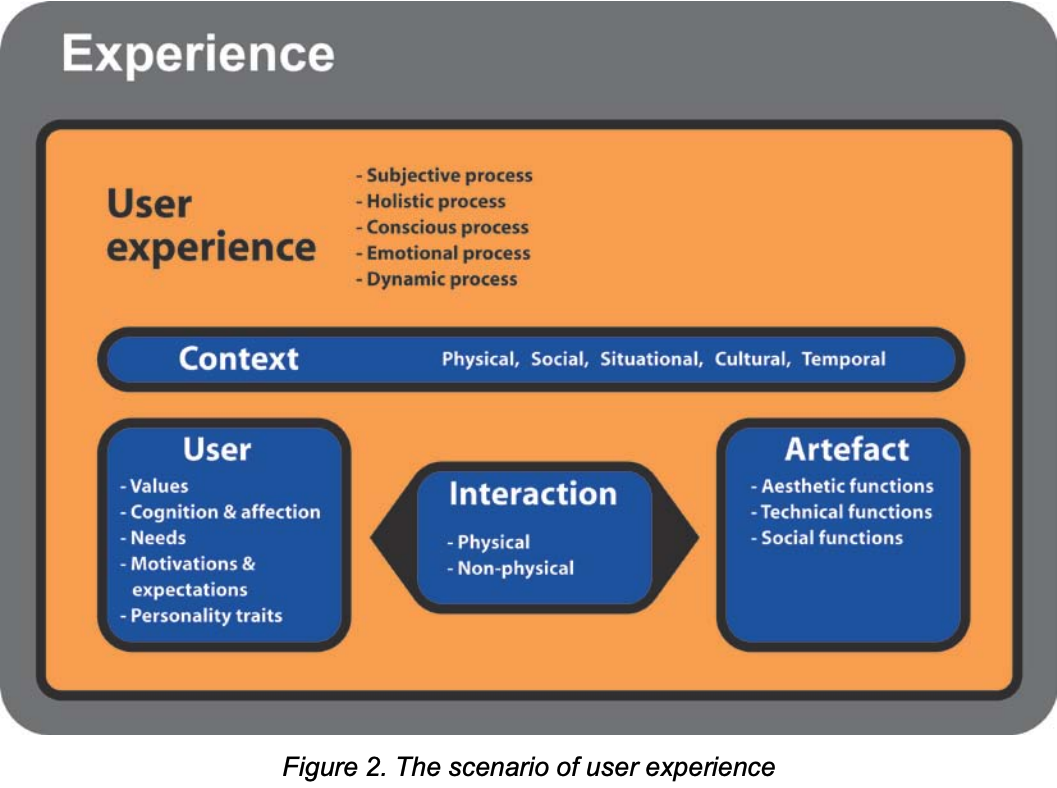 Experience
User
experience
- Subjective process
- Holistic process
- Conscious process
- Emotional process
- Dynamic process
Context
Physical, Social, Situational, Cultural, Temporal
User
- Values
- Cognition & affection
- Needs
- Motivations &
expectations
- Personality traits
Interaction
- Physical
- Non-physical
Artefact
- Aesthetic functions
- Technical functions
- Social functions
Figure 2. The scenario of user experience